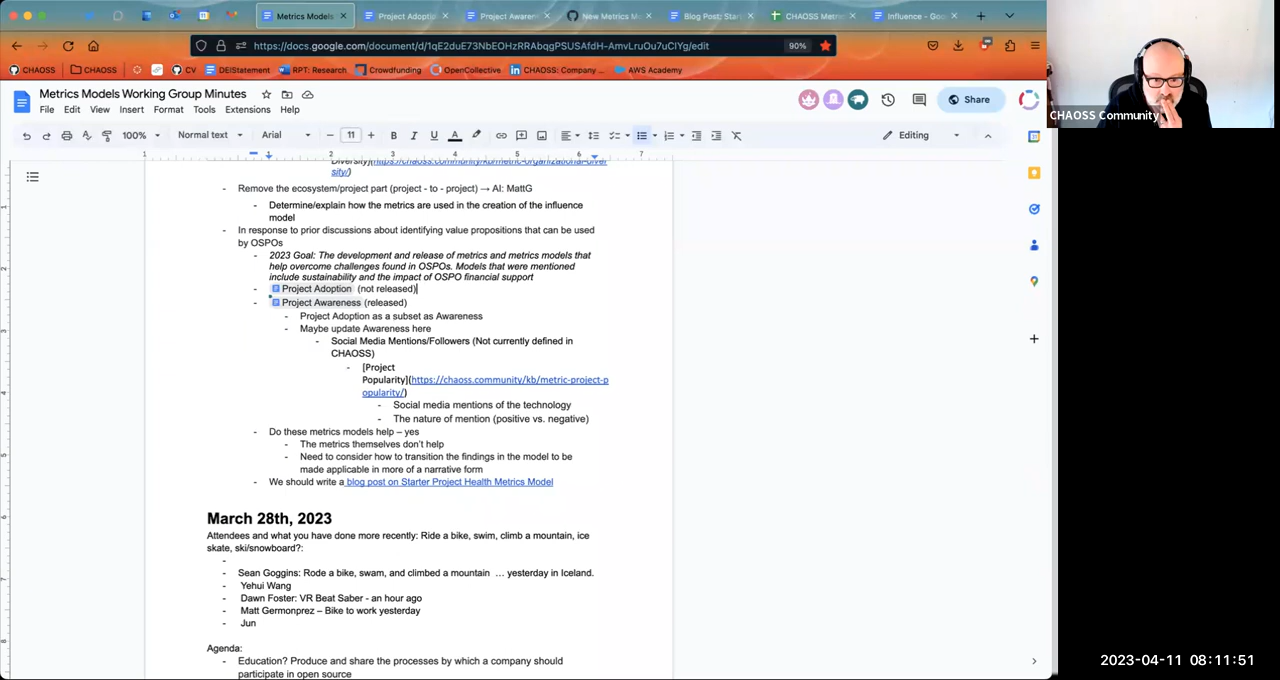 Metrics Models
Project Adoptio
Project Awaren
New Metrics M
Blog Post: Star
CHAOSS Metri
Influence - Goo
https://docs.google.com/document/d/1qE2duE73NbEOHzRRAbqgPSUSAfdH-AmvLruOu7uClYg/edit
90%
CHAOSS
CHAOSS
CV
DEIStatement
RPT: Research
Crowdfunding
OpenCollective
CHAOSS: Company ...
AWS Academy
CHAOSS Community
Metrics Models Working Group Minutes
File Edit View Insert Format Tools Extensions Help
Share
100% Normal text Arial 11 Editing
1 1 2 3 4 5 6 7
Diversity](https://chaoss.community/kb/metric-organizational-diver
sity/)
- Remove the ecosystem/project part (project - to - project) → AI: MattG
- Determine/explain how the metrics are used in the creation of the influence
model
- In response to prior discussions about identifying value propositions that can be used
by OSPOs
- 2023 Goal: The development and release of metrics and metrics models that
help overcome challenges found in OSPOs. Models that were mentioned
include sustainability and the impact of OSPO financial support
- Project Adoption (not released)
- Project Awareness (released)
- Project Adoption as a subset as Awareness
- Maybe update Awareness here
- Social Media Mentions/Followers (Not currently defined in
CHAOSS)
- [Project
Popularity](https://chaoss.community/kb/metric-project-p
opularity/)
- Social media mentions of the technology
- The nature of mention (positive vs. negative)
- Do these metrics models help – yes
- The metrics themselves don't help
- Need to consider how to transition the findings in the model to be
made applicable in more of a narrative form
- We should write a blog post on Starter Project Health Metrics Model
March 28th, 2023
Attendees and what you have done more recently: Ride a bike, swim, climb a mountain, ice
skate, ski/snowboard?:
-
- Sean Goggins: Rode a bike, swam, and climbed a mountain … yesterday in Iceland.
- Yehui Wang
- Dawn Foster: VR Beat Saber - an hour ago
- Matt Germonprez – Bike to work yesterday
- Jun
Agenda:
- Education? Produce and share the processes by which a company should
participate in open source
2023-04-11 08:11:51